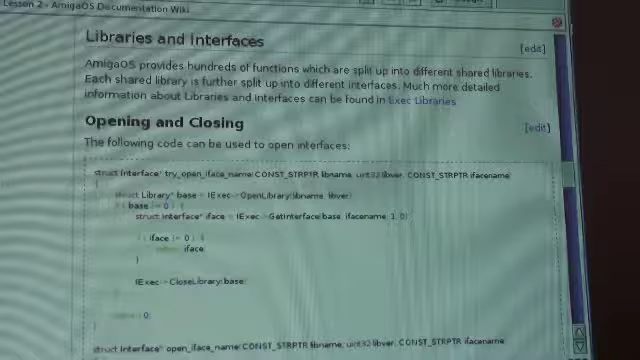 Lesson 2 - AmigaOS Documentation Wiki
Libraries and Interfaces
[edit]
AmigaOS provides hundreds of functions which are split up into different shared libraries.
Each shared library is further split up into different interfaces. Much more detailed
information about Libraries and Interfaces can be found in Exec Libraries
Opening and Closing
[edit]
The following code can be used to open interfaces:
struct Interface* try_open_iface_name(CONST_STRPTR libname, uint32 libver, CONST_STRPTR ifacename
{
struct Library* base = IExec->OpenLibrary(libname, libver)
base != 0) {
struct Interface* iface = IExec->GetInterface(base, ifacename, 1, 0)
iface != 0) {
iface;
}
IExec->CloseLibrary(base)
0;
}
struct Interface* open_iface_name(CONST_STRPTR libname, uint32 libver, CONST_STRPTR ifacename